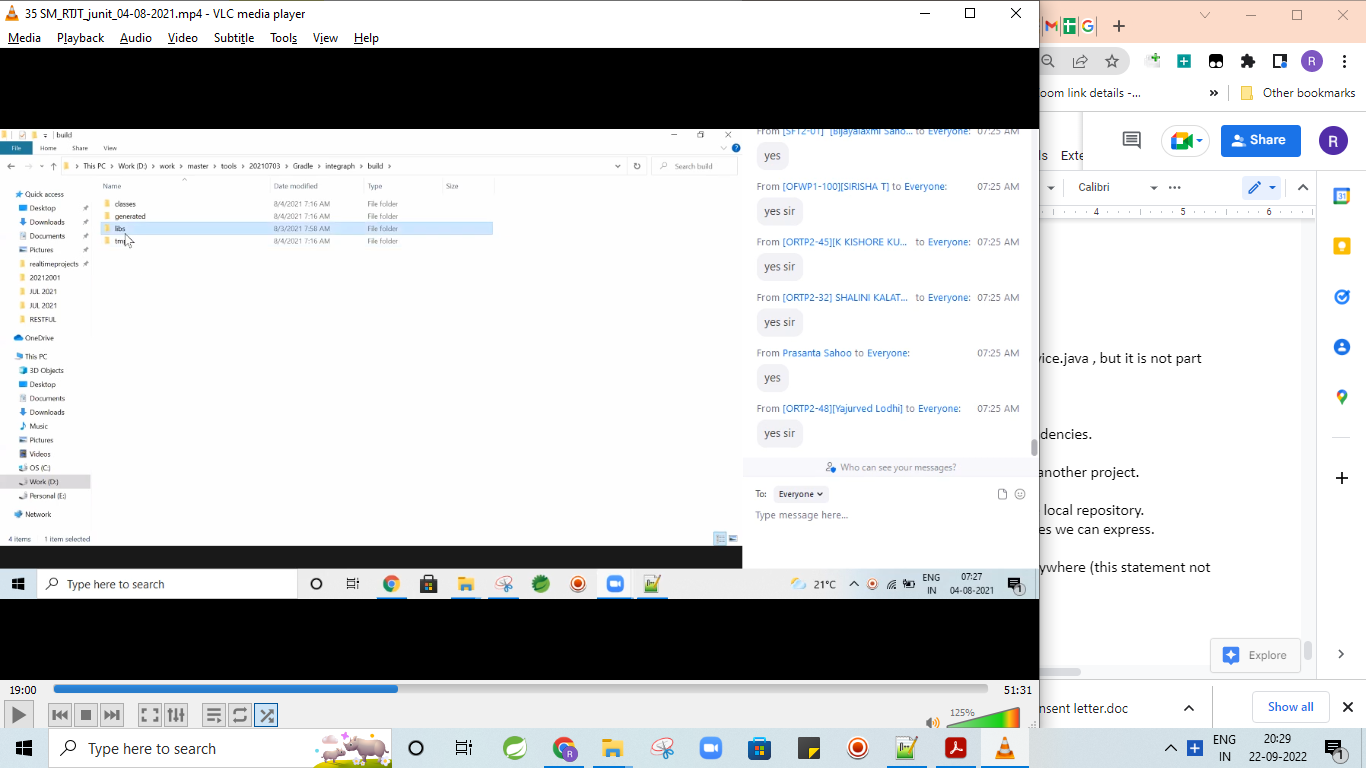 35 SM_RTJT_junit_04-08-2021.mp4 - VLC media player
Media Playback Audio Video Subtitle Tools View Help
build
File Home Share View
This PC > Work (D:) > work > master > tools > 20210703 > Gradle > integraph > build >
Search build
Name Date modified Type Size
classes 8/4/2021 7:16 AM File folder
generated 8/4/2021 7:16 AM File folder
libs 8/3/2021 7:58 AM File folder
tmp 8/4/2021 7:16 AM File folder
Quick access
Desktop
Downloads
Documents
Pictures
realtimeprojects
20212001
JUL 2021
JUL 2021
RESTFUL
OneDrive
This PC
3D Objects
Desktop
Documents
Downloads
Music
Pictures
Videos
OS (C:)
Work (D:)
Personal (E:)
Network
4 items 1 item selected
From [SFT2-01] [Bijayalaxmi Saho... to Everyone: 07:25 AM
yes
From [OFWP1-100][SIRISHA T] to Everyone: 07:25 AM
yes sir
From [ORTP2-45][K KISHORE KU... to Everyone: 07:25 AM
yes sir
From [ORTP2-32] SHALINI KALAT... to Everyone: 07:25 AM
yes sir
From Prasanta Sahoo to Everyone: 07:25 AM
yes
From [ORTP2-48][Yajurved Lodhi] to Everyone: 07:25 AM
yes sir
Who can see your messages?
To: Everyone
Type message here...
Type here to search
21°C
ENG
IN
07:27
04-08-2021
1
19:00
51:31
125%
R
oom link details -...
»
Other bookmarks
ls Exte
Share
R
Calibri
4 5 6
vice.java , but it is not part
dencies.
another project.
local repository.
es we can express.
ywhere (this statement not
Explore
nsent letter.doc
Show all
Type here to search
R
ENG
IN
20:29
22-09-2022
1